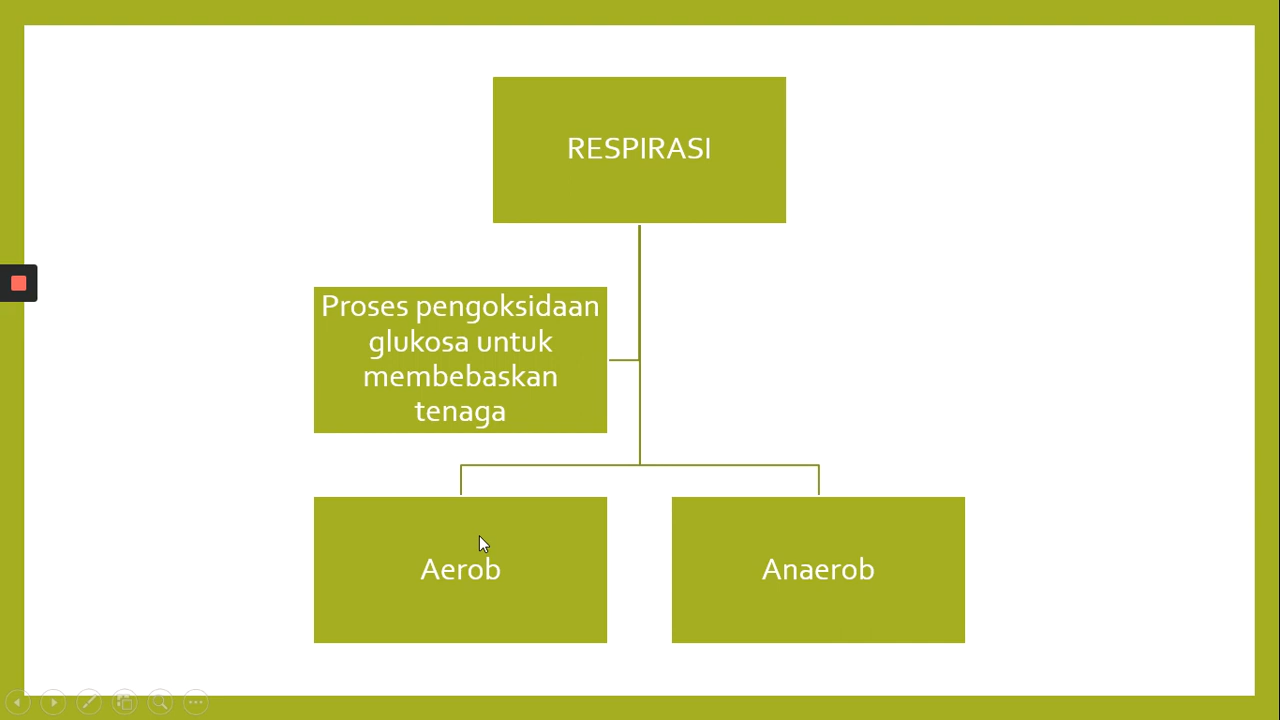 RESPIRASI
Proses pengoksidaan
glukosa untuk
membebaskan
tenaga
Aerob
Anaerob